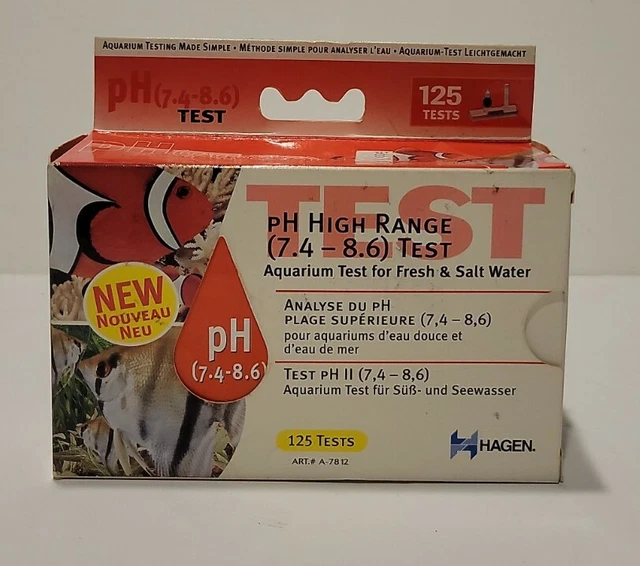 Aquarium Testing Made Simple • Méthode simple pour analyser l'eau • Aquarium-Test Leichtgemacht
pH (7.4-8.6)
TEST
125
TESTS
pH
TEST
pH High Range
(7.4 – 8.6) Test
Aquarium Test for Fresh & Salt Water
Analyse du pH
plage supérieure (7,4 – 8,6)
pour aquariums d'eau douce et
d'eau de mer
Test pH II (7,4 – 8,6)
Aquarium Test für Süß- und Seewasser
NEW
Nouveau
Neu
pH
(7.4-8.6)
125 Tests
ART.# A-7812
HAGEN.